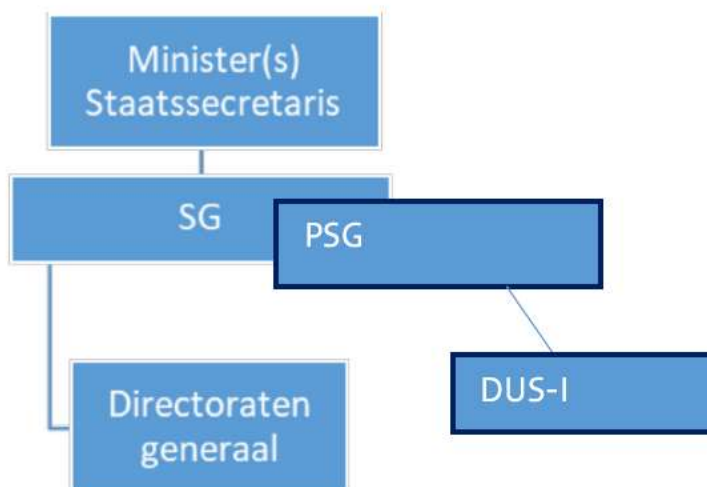 Minister(s)
Staatssecretaris
SG
PSG
DUS-I
Directoraten
generaal